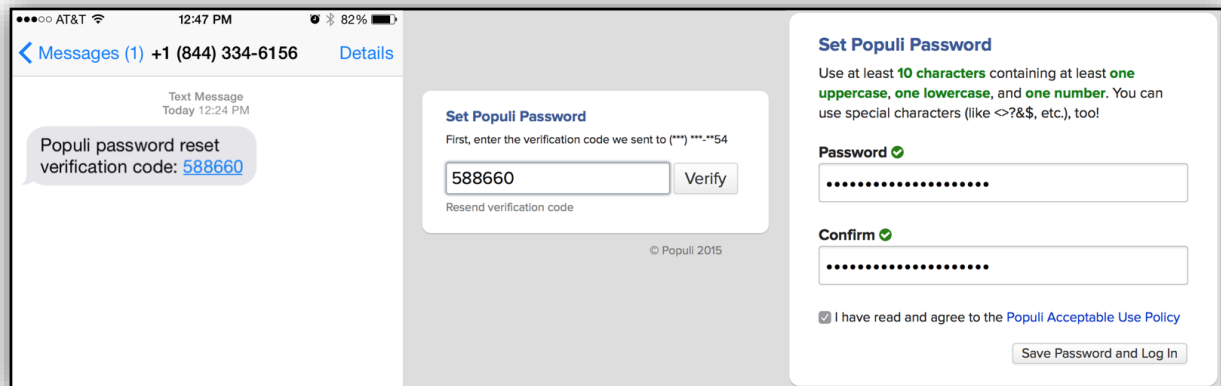 ●●●○○ AT&T 12:47 PM 82%
Messages (1) +1 (844) 334-6156 Details
Text Message
Today 12:24 PM
Populi password reset
verification code: 588660
Set Populi Password
First, enter the verification code we sent to (***) ***-**54
588660 Verify
Resend verification code
© Populi 2015
Set Populi Password
Use at least 10 characters containing at least one
uppercase, one lowercase, and one number. You can
use special characters (like <>?&$, etc.), too!
Password
•••••••••••••••••••••
Confirm
•••••••••••••••••••••
I have read and agree to the Populi Acceptable Use Policy
Save Password and Log In